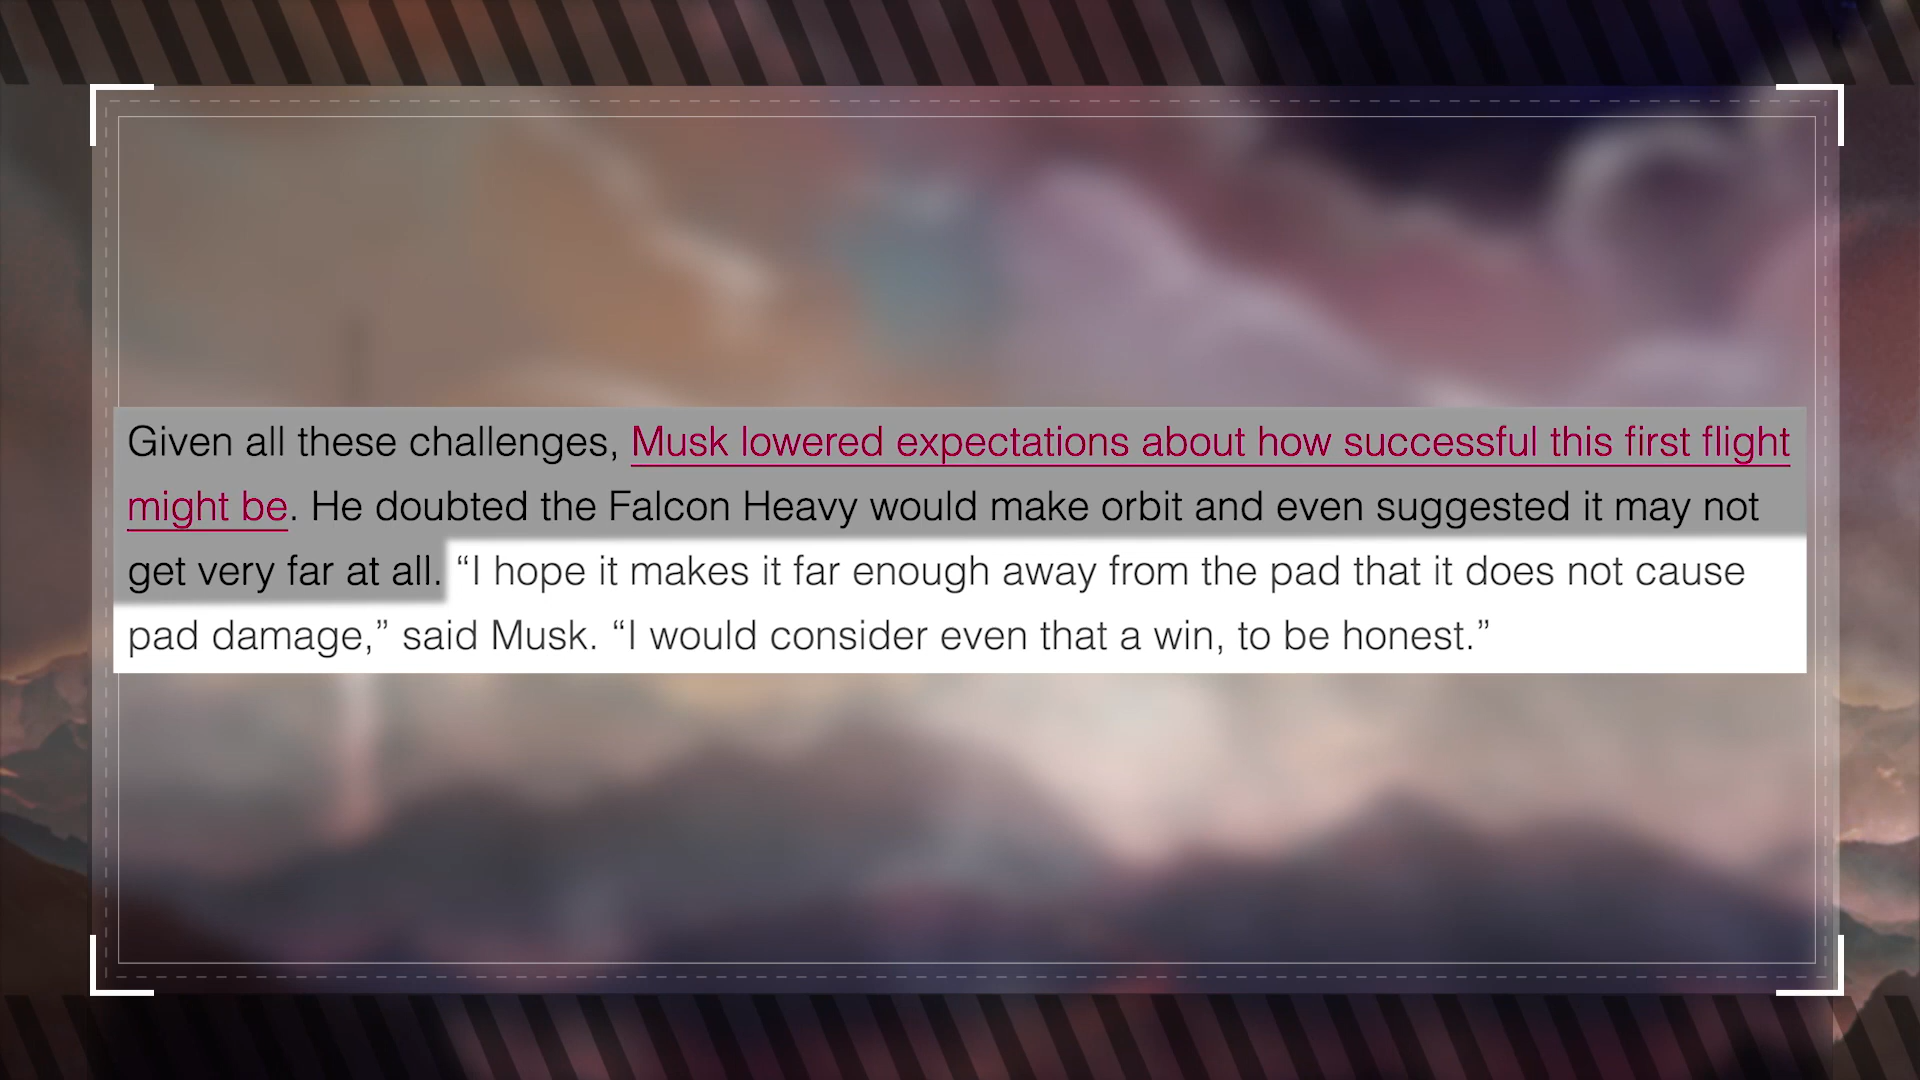 Given all these challenges, Musk lowered expectations about how successful this first flight
might be. He doubted the Falcon Heavy would make orbit and even suggested it may not
get very far at all. “I hope it makes it far enough away from the pad that it does not cause
pad damage,” said Musk. “I would consider even that a win, to be honest.”